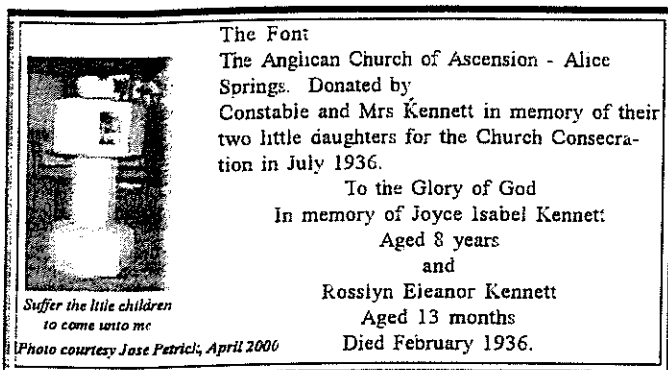 The Font
The Anglican Church of Ascension - Alice
Springs. Donated by
Constable and Mrs Kennett in memory of their
two little daughters for the Church Consecra-
tion in July 1936.
To the Glory of God
In memory of Joyce Isabel Kennett
Aged 8 years
and
Rosslyn Eleanor Kennett
Aged 13 months
Died February 1936.
Suffer the little children
to come unto me
Photo courtesy Jose Petrick, April 2000